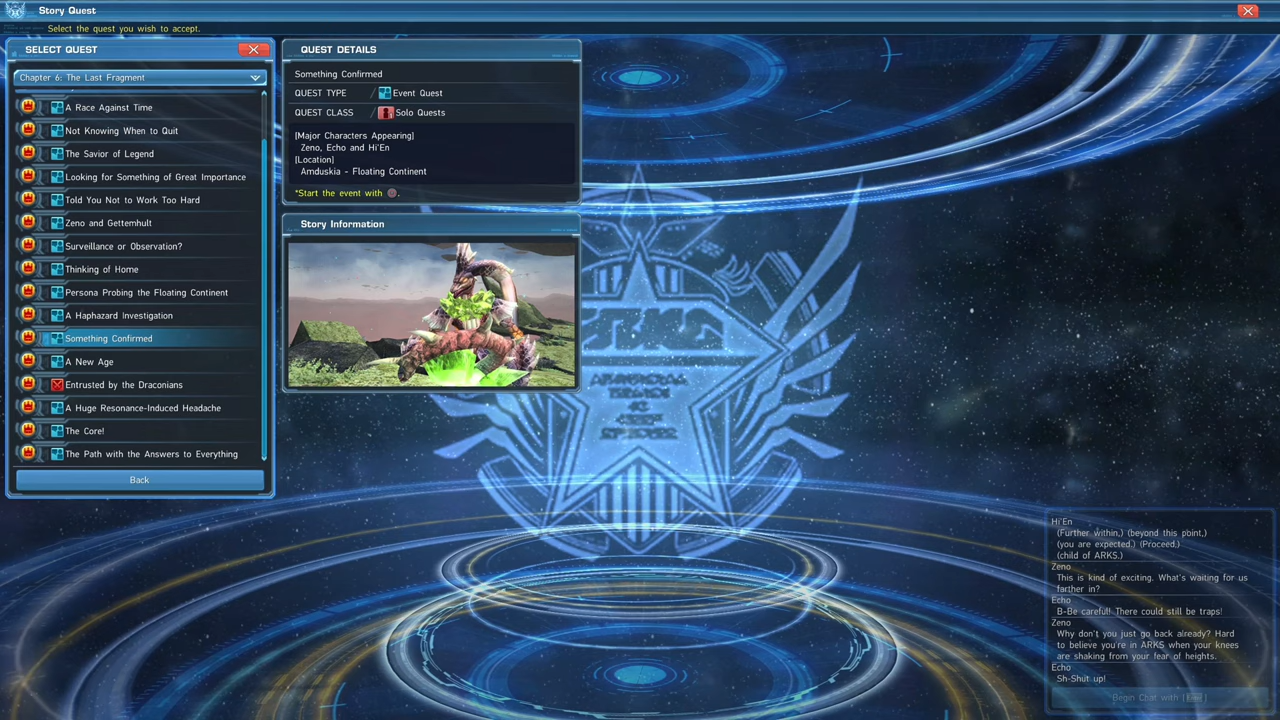 Story Quest
Select the quest you wish to accept.
SELECT QUEST
Chapter 6: The Last Fragment
A Race Against Time
Not Knowing When to Quit
The Savior of Legend
Looking for Something of Great Importance
Told You Not to Work Too Hard
Zeno and Gettemhult
Surveillance or Observation?
Thinking of Home
Persona Probing the Floating Continent
A Haphazard Investigation
Something Confirmed
A New Age
Entrusted by the Draconians
A Huge Resonance-Induced Headache
The Core!
The Path with the Answers to Everything
Back
QUEST DETAILS
Something Confirmed
QUEST TYPE / Event Quest
QUEST CLASS / Solo Quests
[Major Characters Appearing]
Zeno, Echo and Hi'En
[Location]
Amduskia - Floating Continent
*Start the event with .
Story Information
Hi'En
(Further within,) (beyond this point,)
(you are expected.) (Proceed,)
(child of ARKS.)
Zeno
This is kind of exciting. What's waiting for us
farther in?
Echo
B-Be careful! There could still be traps!
Zeno
Why don't you just go back already? Hard
to believe you're in ARKS when your knees
are shaking from your fear of heights.
Echo
Sh-Shut up!
Begin Chat with [Enter]